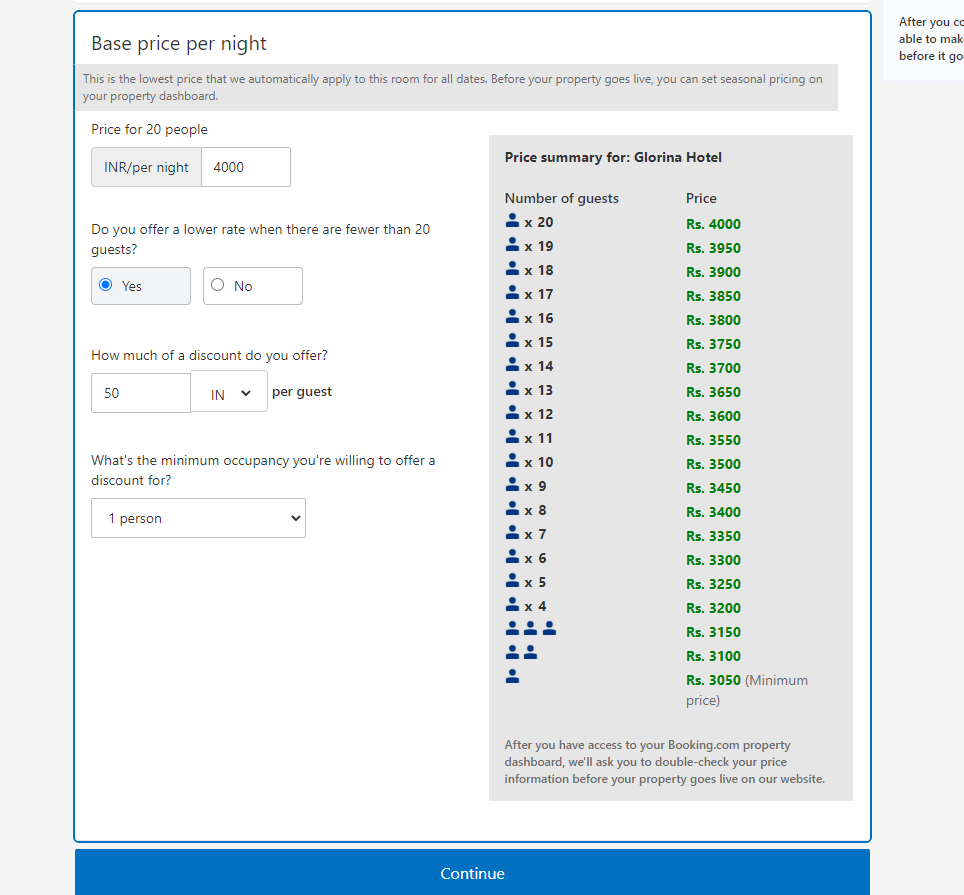 Base price per night
This is the lowest price that we automatically apply to this room for all dates. Before your property goes live, you can set seasonal pricing on
your property dashboard.
Price for 20 people
INR/per night 4000
Do you offer a lower rate when there are fewer than 20
guests?
Yes No
How much of a discount do you offer?
50 IN per guest
What's the minimum occupancy you're willing to offer a
discount for?
1 person
Price summary for: Glorina Hotel
Number of guests Price
x 20 Rs. 4000
x 19 Rs. 3950
x 18 Rs. 3900
x 17 Rs. 3850
x 16 Rs. 3800
x 15 Rs. 3750
x 14 Rs. 3700
x 13 Rs. 3650
x 12 Rs. 3600
x 11 Rs. 3550
x 10 Rs. 3500
x 9 Rs. 3450
x 8 Rs. 3400
x 7 Rs. 3350
x 6 Rs. 3300
x 5 Rs. 3250
x 4 Rs. 3200
Rs. 3150
Rs. 3100
Rs. 3050 (Minimum
price)
After you have access to your Booking.com property
dashboard, we'll ask you to double-check your price
information before your property goes live on our website.
Continue
After you
able to
before it